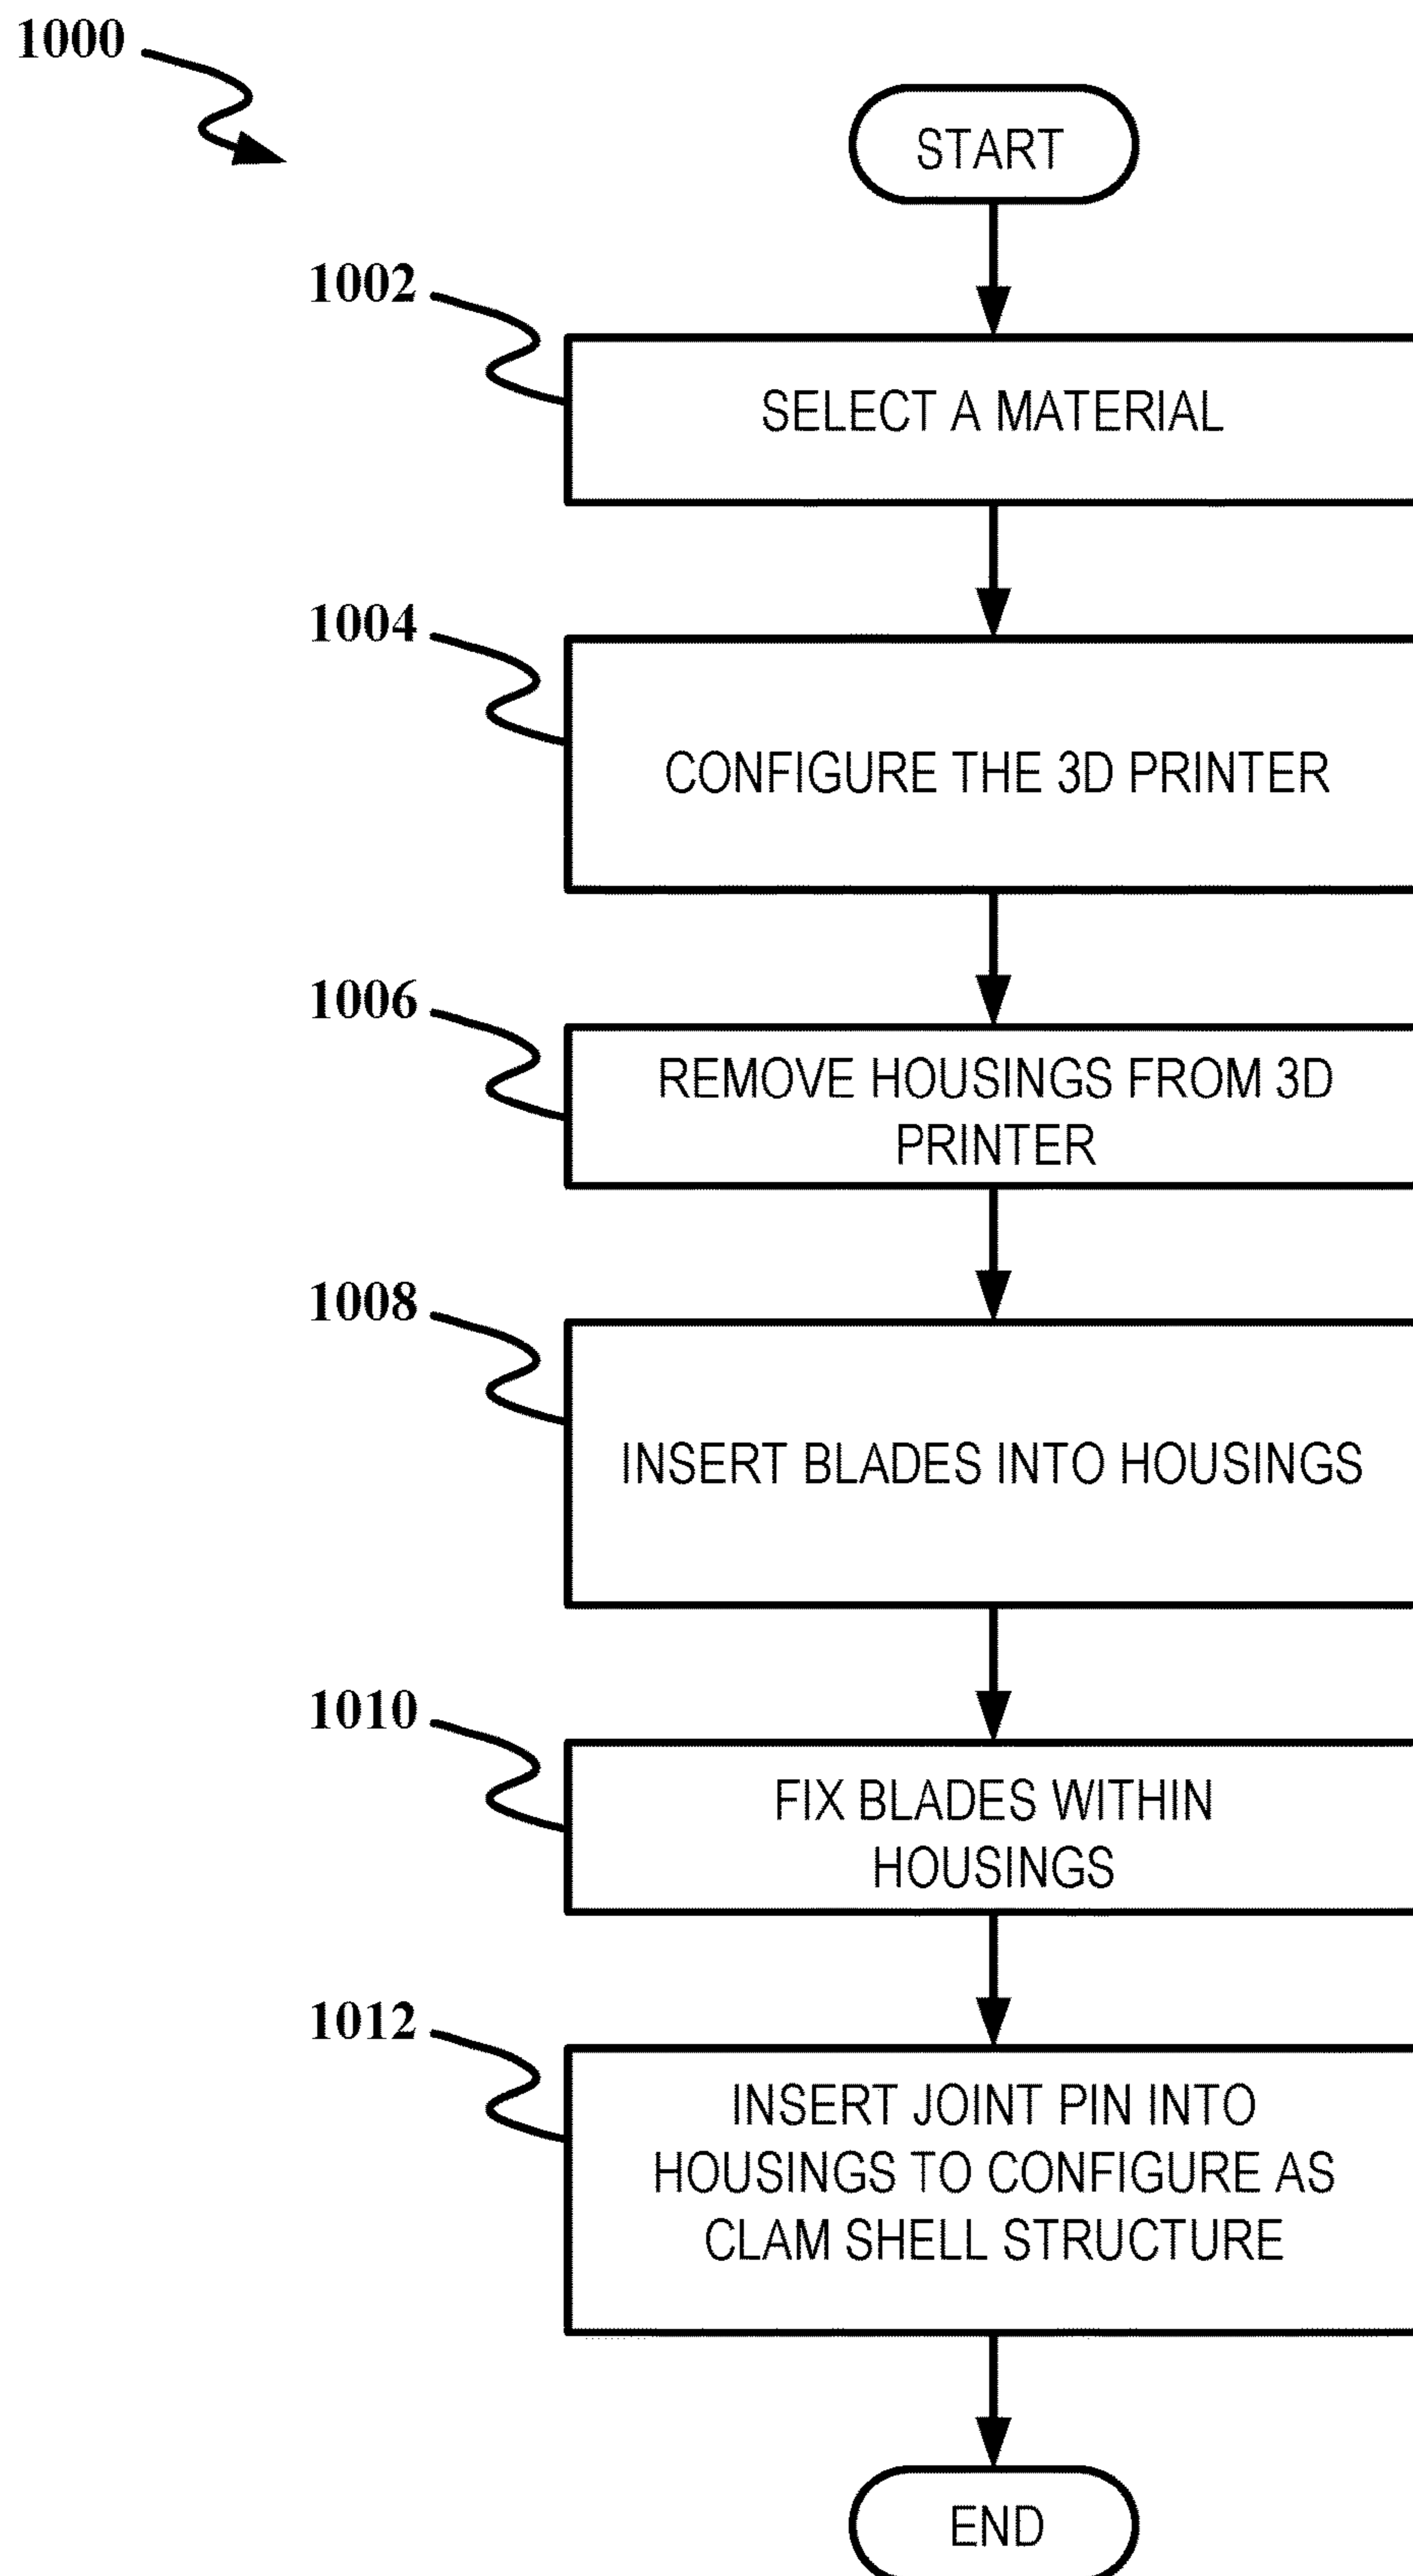 1000
START
1002
SELECT A MATERIAL
1004
CONFIGURE THE 3D PRINTER
1006
REMOVE HOUSINGS FROM 3D
PRINTER
1008
INSERT BLADES INTO HOUSINGS
1010
FIX BLADES WITHIN
HOUSINGS
1012
INSERT JOINT PIN INTO
HOUSINGS TO CONFIGURE AS
CLAM SHELL STRUCTURE
END